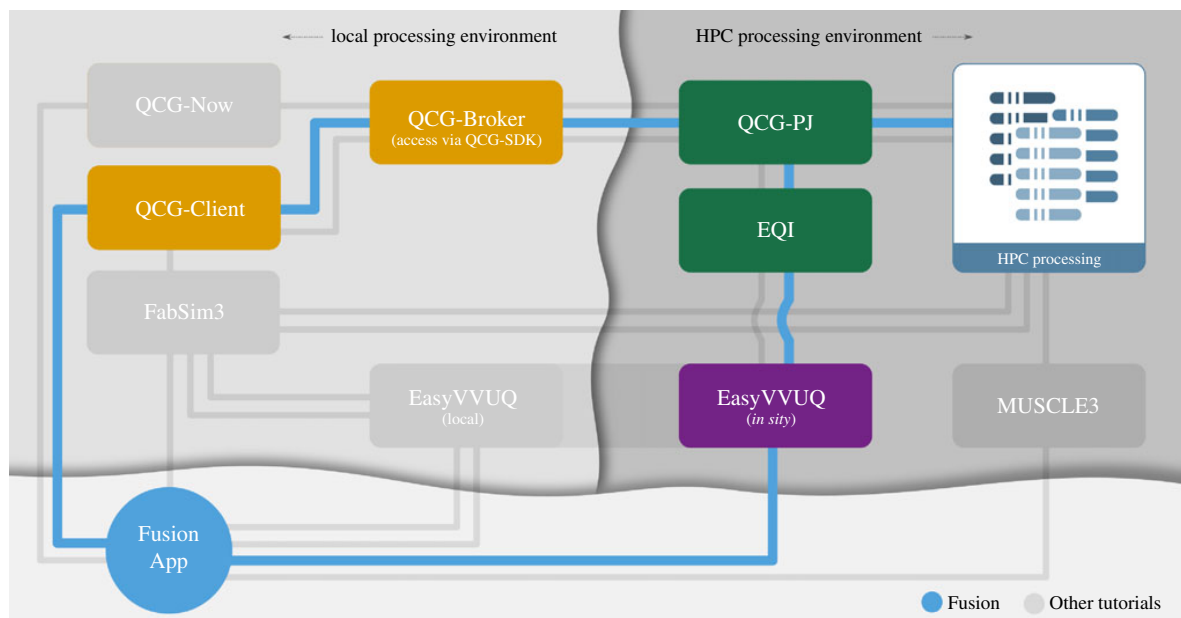 local processing environment
HPC processing environment
QCG-Now
QCG-Broker
(access via QCG-SDK)
QCG-PJ
QCG-Client
EQI
HPC processing
FabSim3
EasyVVUQ
(local)
EasyVVUQ
(in sity)
MUSCLE3
Fusion
App
Fusion
Other tutorials